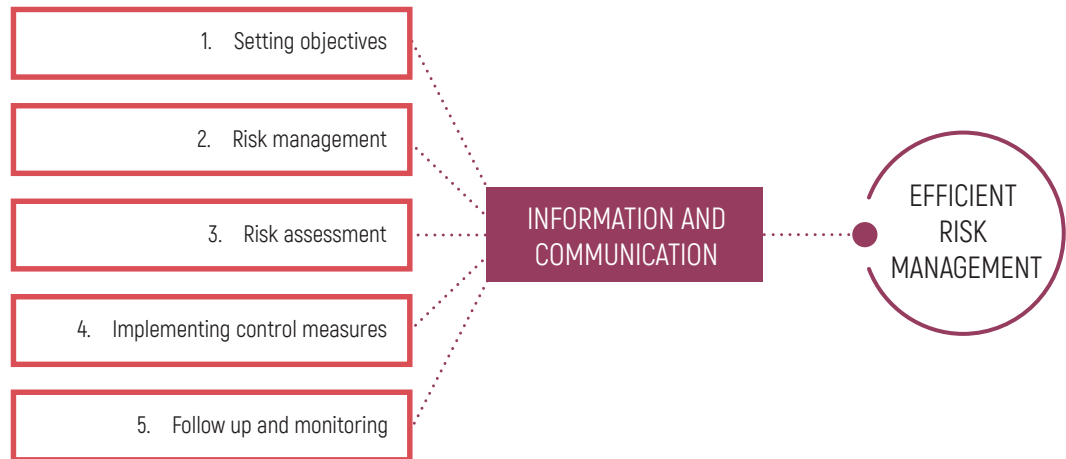 1. Setting objectives
2. Risk management
3. Risk assessment
4. Implementing control measures
5. Follow up and monitoring
INFORMATION AND
COMMUNICATION
EFFICIENT
RISK
MANAGEMENT